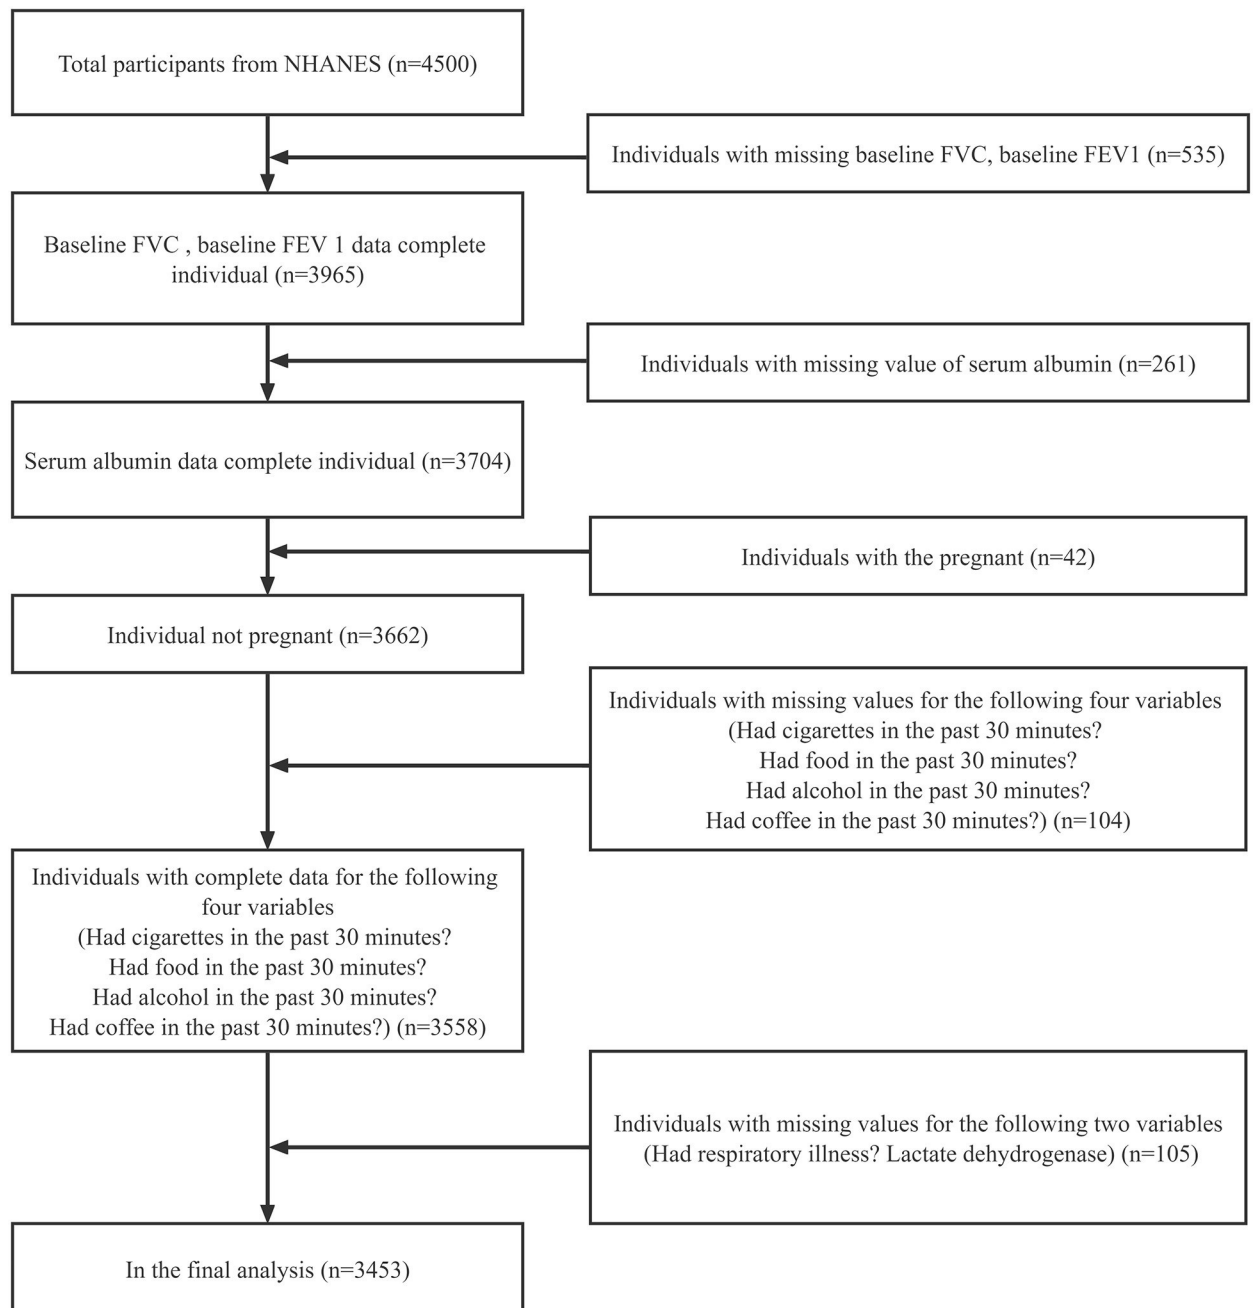 Total participants from NHANES (n=4500)
Individuals with missing baseline FVC, baseline FEV1 (n=535)
Baseline FVC , baseline FEV 1 data complete
individual (n=3965)
Individuals with missing value of serum albumin (n=261)
Serum albumin data complete individual (n=3704)
Individuals with the pregnant (n=42)
Individual not pregnant (n=3662)
Individuals with missing values for the following four variables
(Had cigarettes in the past 30 minutes?
Had food in the past 30 minutes?
Had alcohol in the past 30 minutes?
Had coffee in the past 30 minutes?) (n=104)
Individuals with complete data for the following
four variables
(Had cigarettes in the past 30 minutes?
Had food in the past 30 minutes?
Had alcohol in the past 30 minutes?
Had coffee in the past 30 minutes?) (n=3558)
Individuals with missing values for the following two variables
(Had respiratory illness? Lactate dehydrogenase) (n=105)
In the final analysis (n=3453)